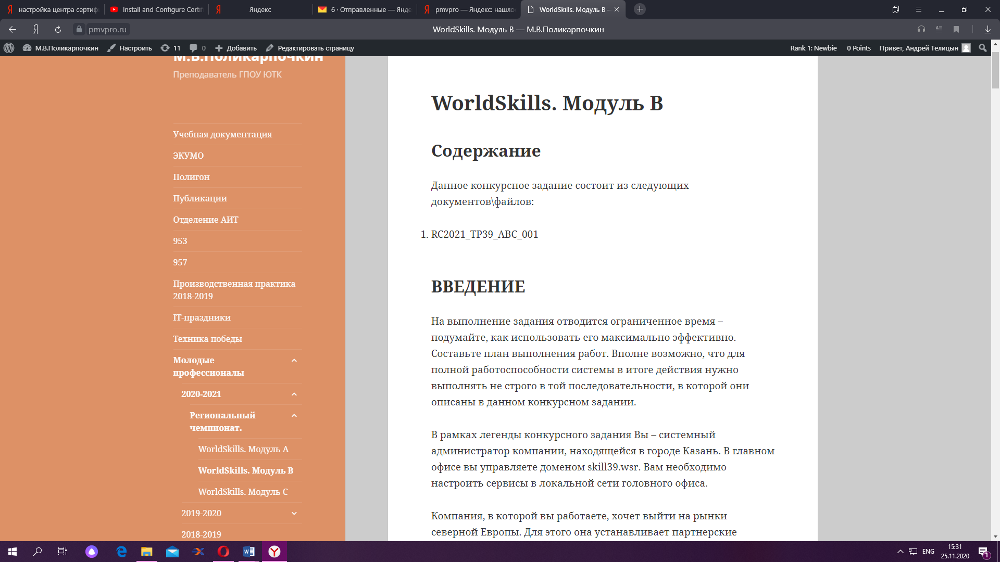 настройка центра сертиф
Install and Configure Certif
Яндекс
6 · Отправленные — Янде
pmvpro — Яндекс: нашлос
WorldSkills. Модуль B —
pmvpro.ru
WorldSkills. Модуль B — М.В.Поликарпочкин
М.В.Поликарпочкин
Настроить
11
0
Добавить
Редактировать страницу
Rank 1: Newbie
0 Points
Привет, Андрей Телицын
М.В.Поликарпочкин
Преподаватель ГПОУ ЮТК
Учебная документация
ЭКУМО
Полигон
Публикации
Отделение АИТ
953
957
Производственная практика
2018-2019
IT-праздники
Техника победы
Молодые
профессионалы
2020-2021
Региональный
чемпионат.
WorldSkills. Модуль A
WorldSkills. Модуль B
WorldSkills. Модуль C
2019-2020
2018-2019
WorldSkills. Модуль B
Содержание
Данное конкурсное задание состоит из следующих
документов\файлов:
1. RC2021_TP39_ABC_001
ВВЕДЕНИЕ
На выполнение задания отводится ограниченное время –
подумайте, как использовать его максимально эффективно.
Составьте план выполнения работ. Вполне возможно, что для
полной работоспособности системы в итоге действия нужно
выполнять не строго в той последовательности, в которой они
описаны в данном конкурсном задании.
В рамках легенды конкурсного задания Вы – системный
администратор компании, находящейся в городе Казань. В главном
офисе вы управляете доменом skill39.wsr. Вам необходимо
настроить сервисы в локальной сети головного офиса.
Компания, в которой вы работаете, хочет выйти на рынки
северной Европы. Для этого она устанавливает партнерские
ENG
15:31
25.11.2020
1